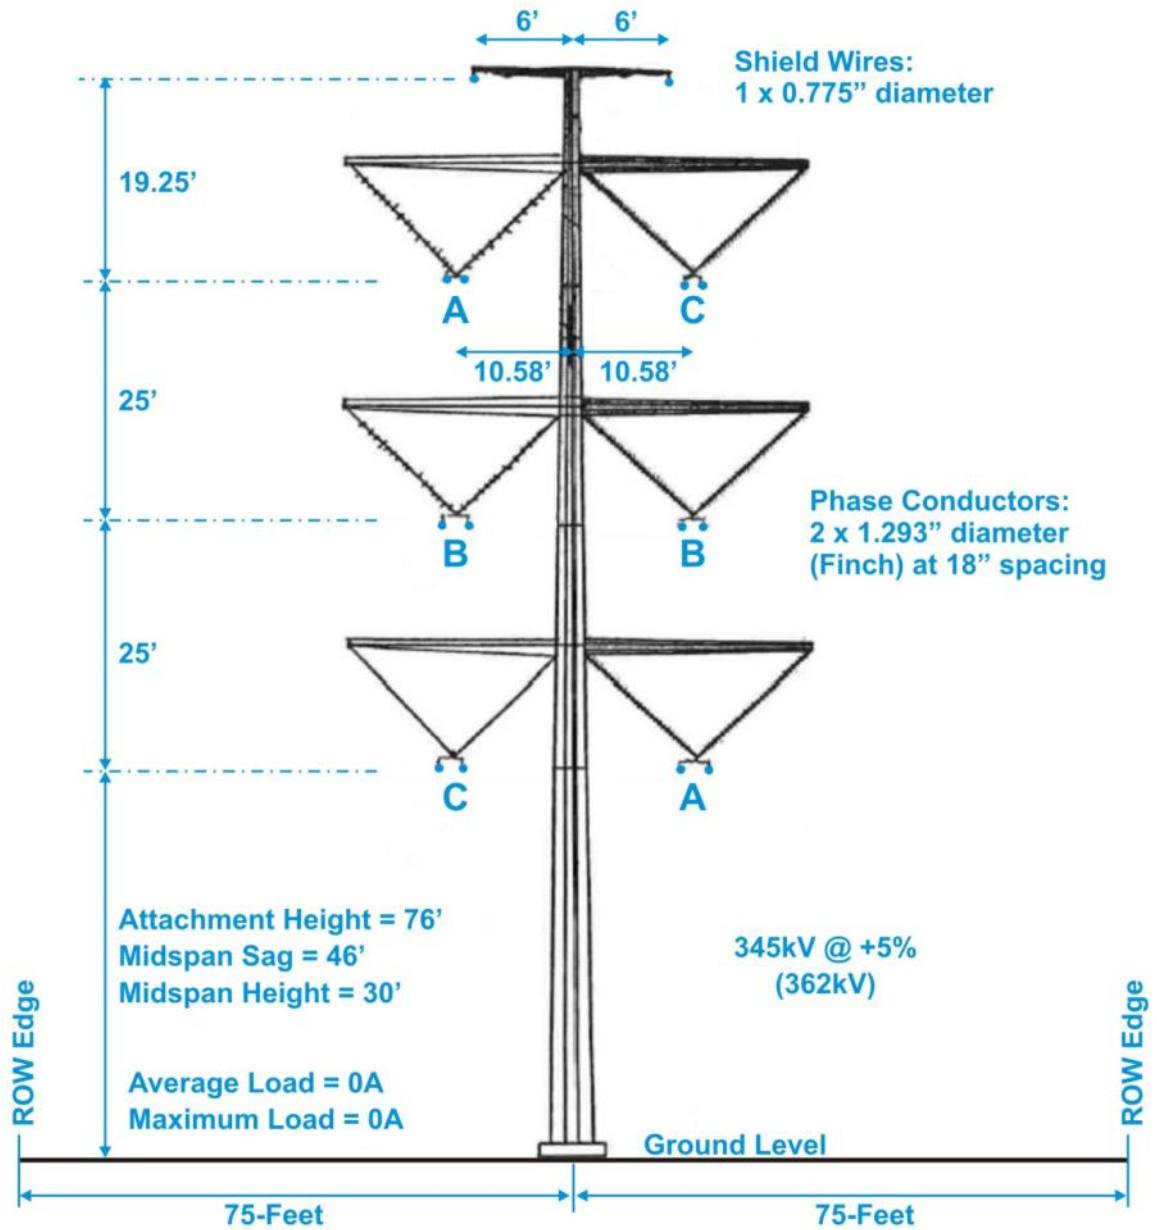 6’ 6’
Shield Wires:
1 x 0.775” diameter
19.25’
A C
10.58’ 10.58’
25’
Phase Conductors:
2 x 1.293” diameter
(Finch) at 18” spacing
B B
25’
C A
Attachment Height = 76’
Midspan Sag = 46’
Midspan Height = 30’
345kV @ +5%
(362kV)
ROW Edge
ROW Edge
Average Load = 0A
Maximum Load = 0A
Ground Level
75-Feet 75-Feet